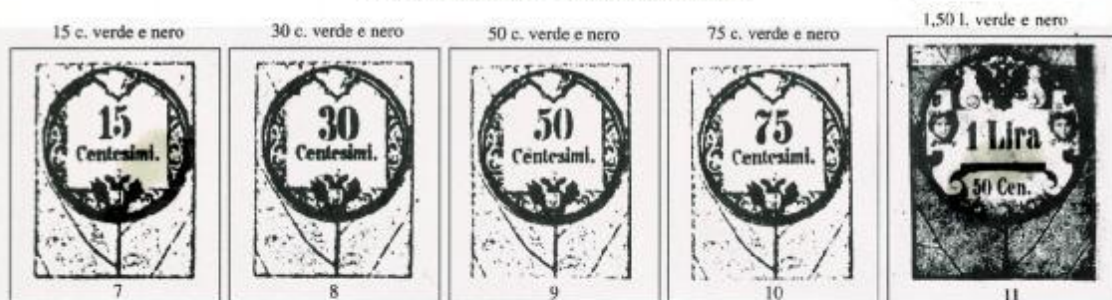 15 c. verde e nero
30 c. verde e nero
50 c. verde e nero
75 c. verde e nero
1,50 l. verde e nero
15
Centesimi.
30
Centesimi.
50
Centesimi.
75
Centesimi.
1 Lira
50 Cen.
7
8
9
10
11